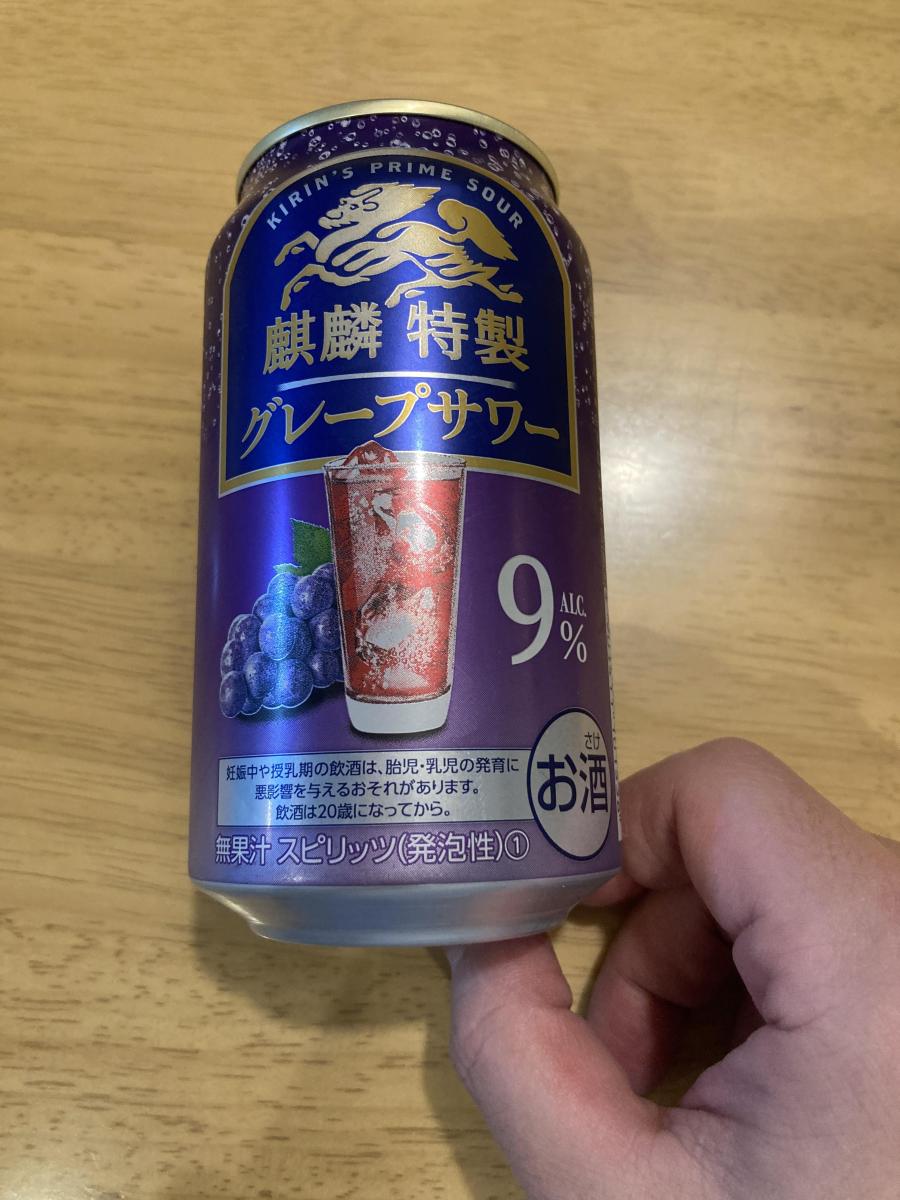 KIRIN'S PRIME SOUR
麒麟 特製
グレープサワー
9 ALC. %
妊娠中や授乳期の飲酒は、胎児・乳児の発育に
悪影響を与えるおそれがあります。
飲酒は20歳になってから。
さけ
お酒
無果汁 スピリッツ(発泡性)①